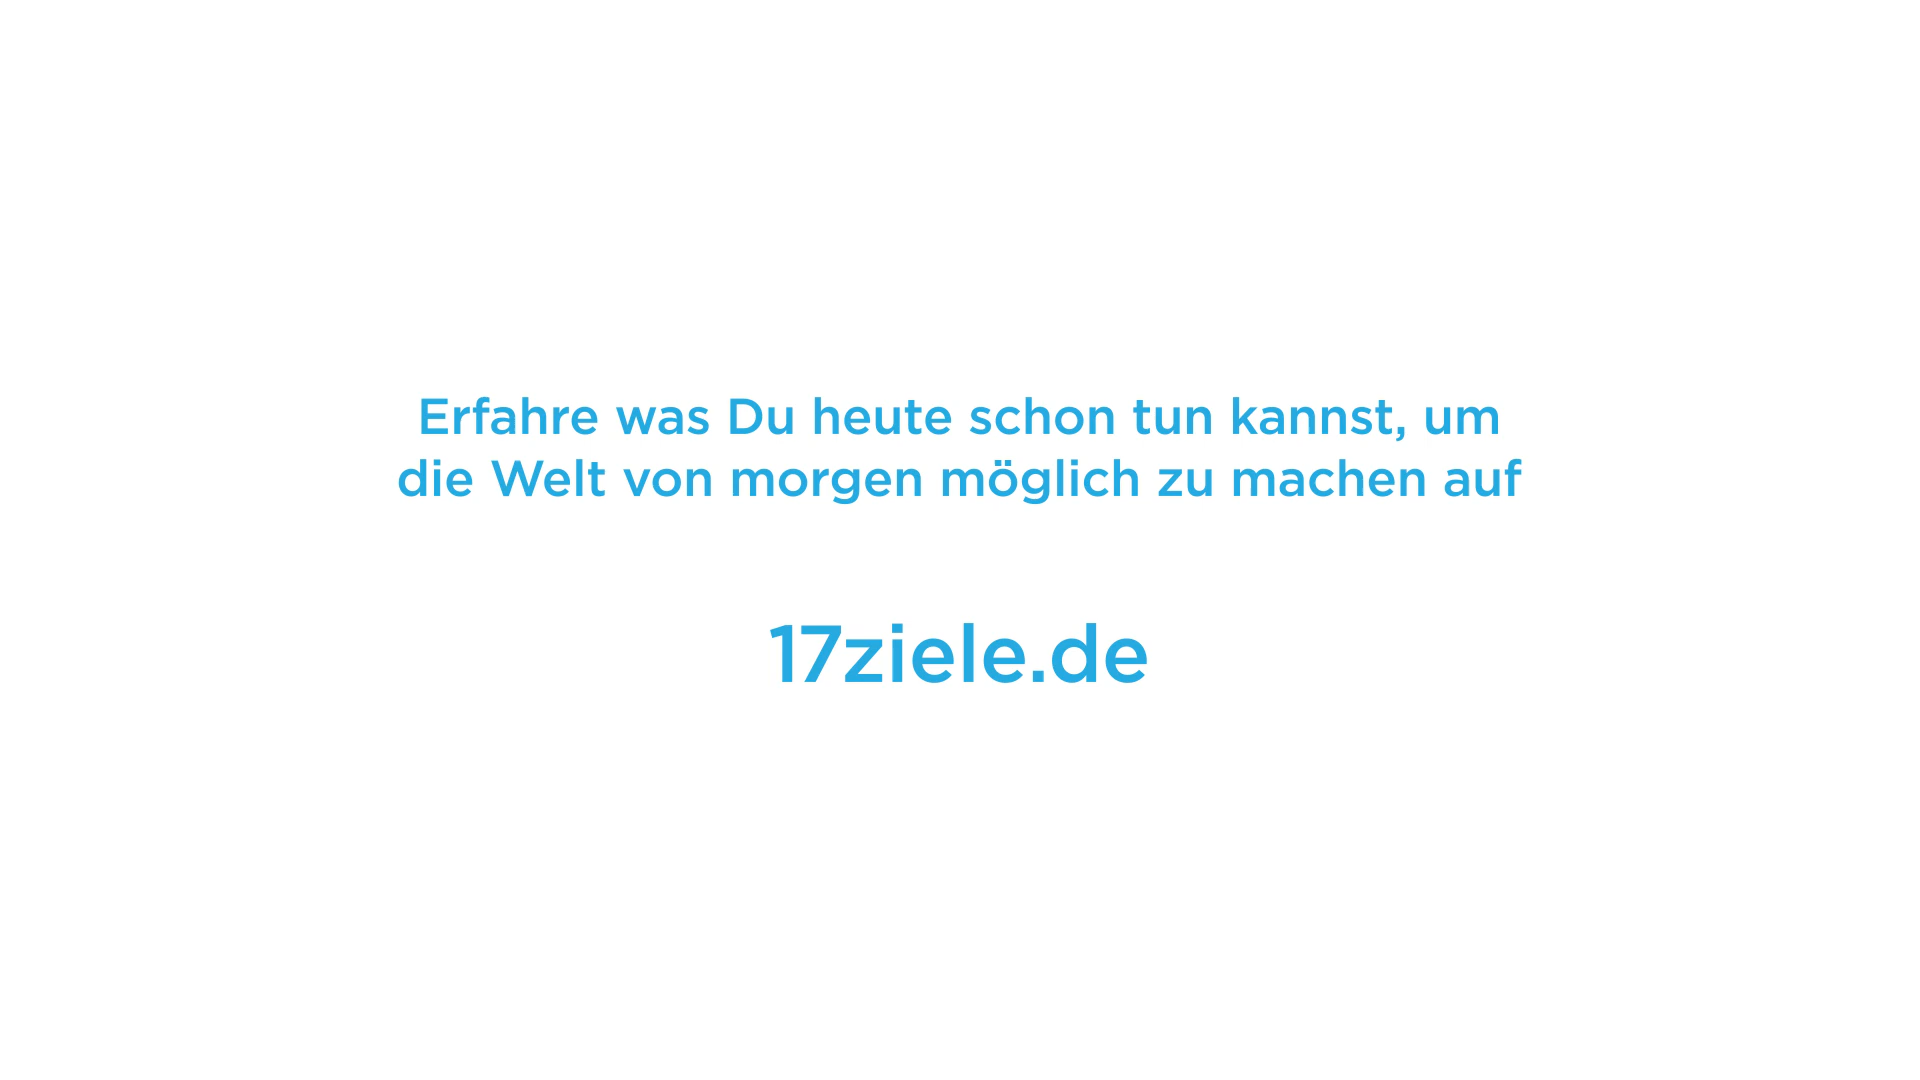 Erfahre was Du heute schon tun kannst, um
die Welt von morgen möglich zu machen auf
17ziele.de